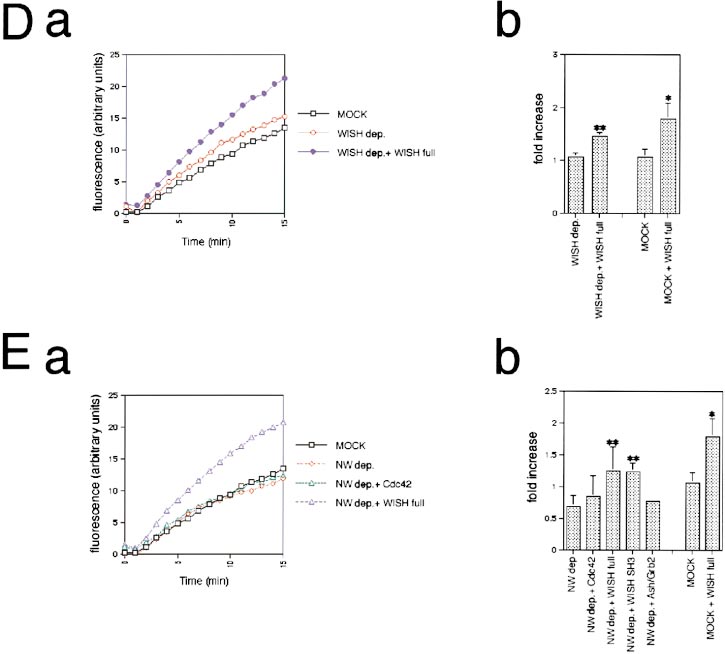 D a
b
25
20
15
10
5
0
fluorescence (arbitrary units)
0
5
10
15
Time (min)
MOCK
WISH dep.
WISH dep.+ WISH full
3
2
1
0
fold increase
**
*
WISH dep.
WISH dep.+ WISH full
MOCK
MOCK + WISH full
E a
b
25
20
15
10
5
0
fluorescence (arbitrary units)
0
5
10
15
Time (min)
MOCK
NW dep.
NW dep.+ Cdc42
NW dep.+ WISH full
2.5
2
1.5
1
0.5
0
fold increase
**
**
*
NW dep
NW dep.+ Cdc42
NW dep.+ WISH full
NW dep.+ WISH SH3
NW dep.+ Ash/Grb2
MOCK
MOCK + WISH full